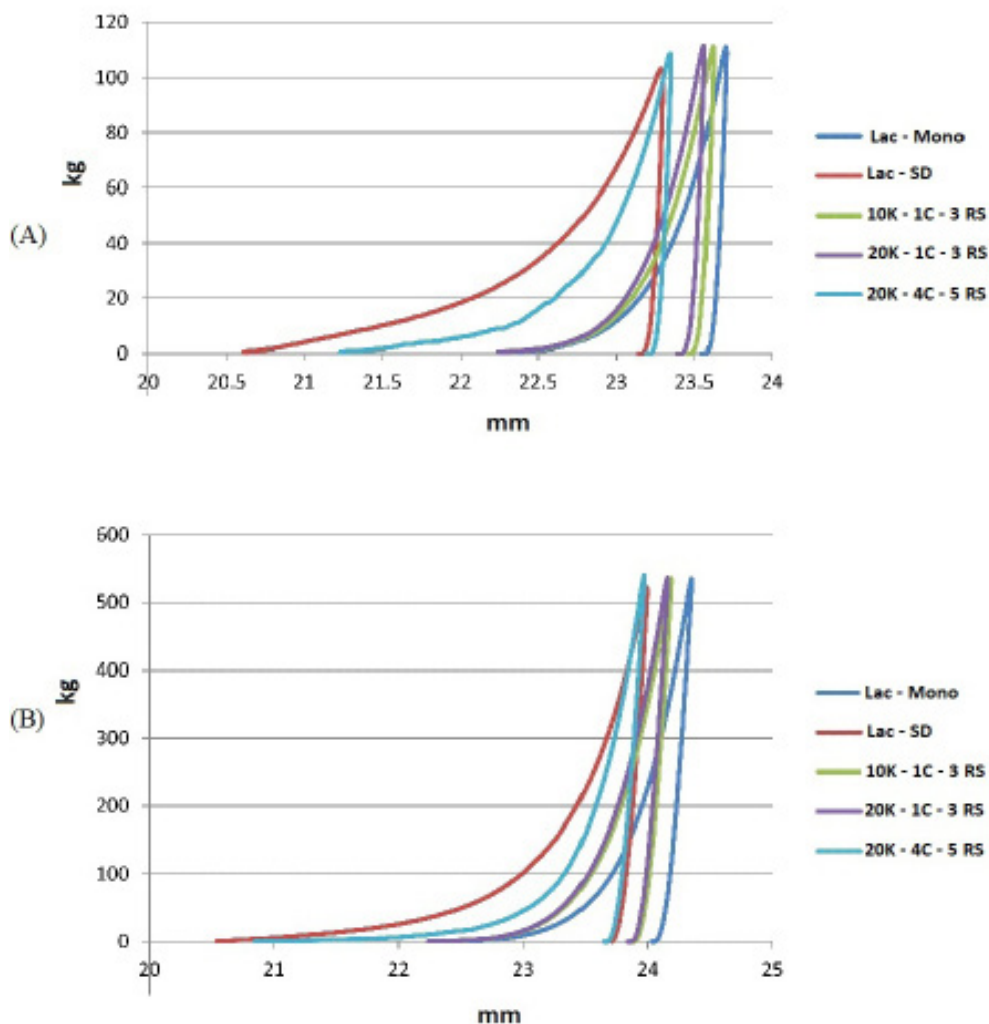 120
100
80
60
40
20
0
kg
(A)
20
20.5
21
21.5
22
22.5
23
23.5
24
mm
Lac - Mono
Lac - SD
10K - 1C - 3 RS
20K - 1C - 3 RS
20K - 4C - 5 RS
600
500
400
300
200
100
0
kg
(B)
20
21
22
23
24
25
mm
Lac - Mono
Lac - SD
10K - 1C - 3 RS
20K - 1C - 3 RS
20K - 4C - 5 RS